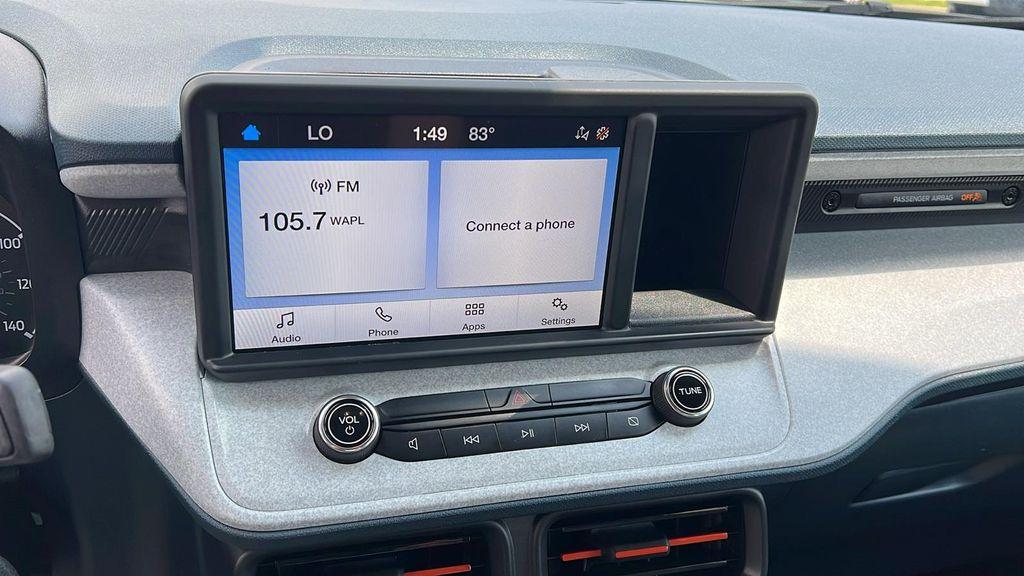 LO 1:49 83°
FM
105.7 WAPL
Connect a phone
Audio Phone Apps Settings
PASSENGER AIRBAG OFF
VOL
TUNE
100
120
140